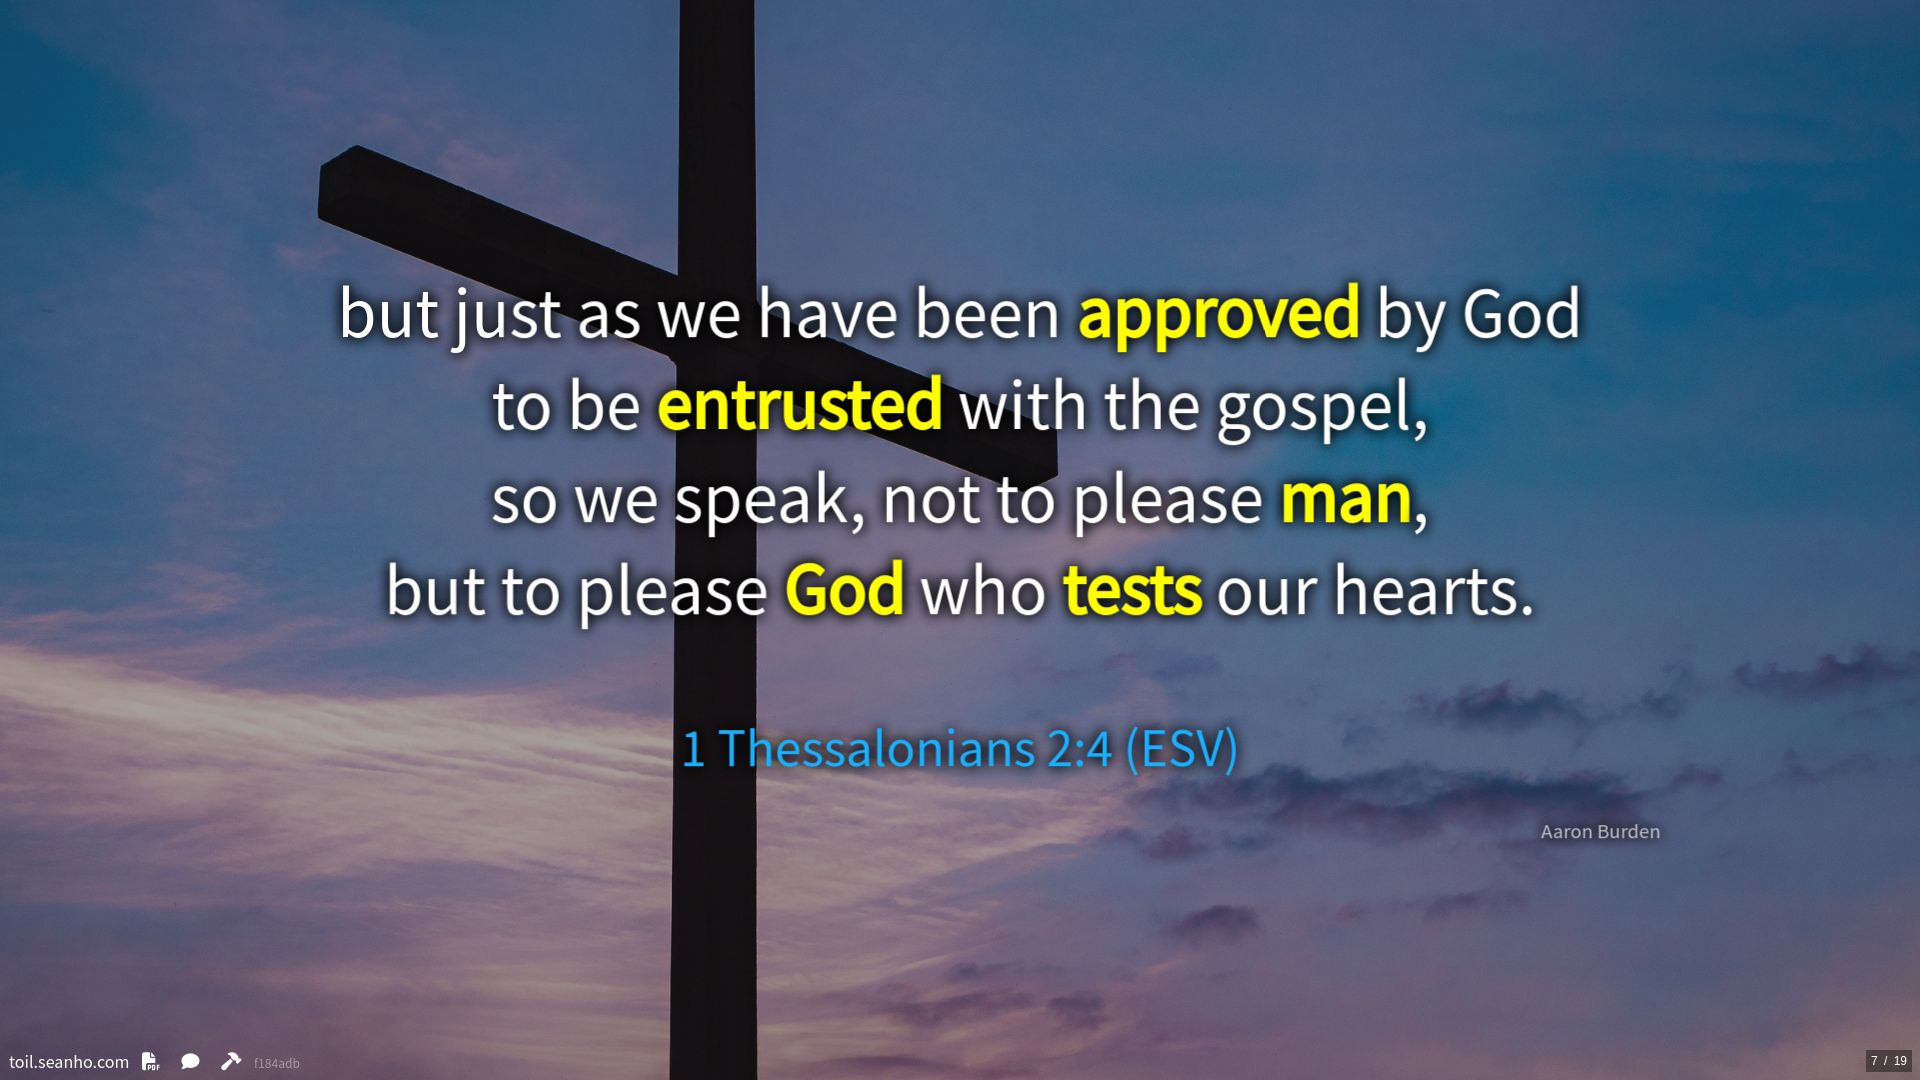 but just as we have been approved by God
to be entrusted with the gospel,
so we speak, not to please man,
but to please God who tests our hearts.
1 Thessalonians 2:4 (ESV)
Aaron Burden
toil.seanho.com PDF f184adb
7 / 19